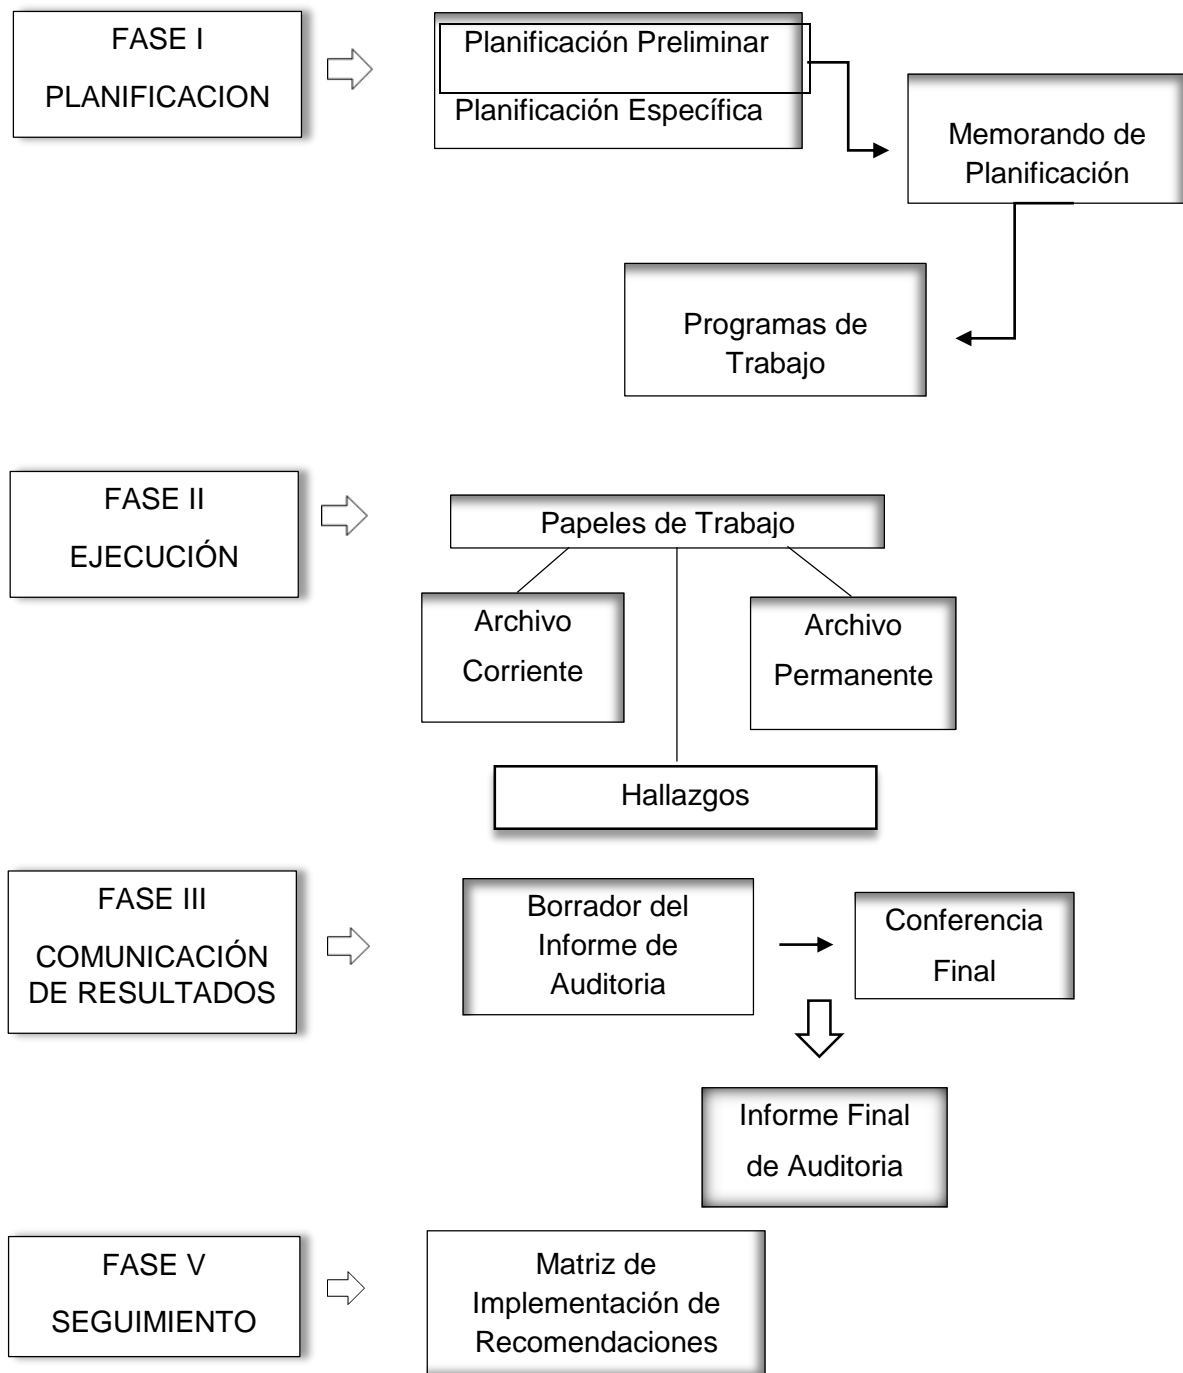 FASE I
PLANIFICACION
Planificación Preliminar
Planificación Específica
Memorando de
Planificación
Programas de
Trabajo
FASE II
EJECUCIÓN
Papeles de Trabajo
Archivo
Corriente
Archivo
Permanente
Hallazgos
FASE III
COMUNICACIÓN
DE RESULTADOS
Borrador del
Informe de
Auditoria
Conferencia
Final
Informe Final
de Auditoria
FASE V
SEGUIMIENTO
Matriz de
Implementación de
Recomendaciones